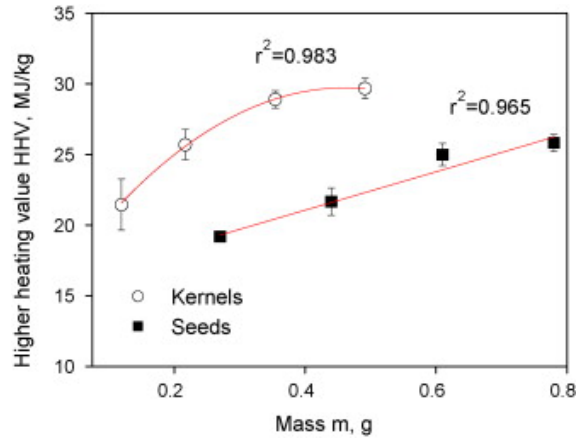 35
30
25
20
15
10
Higher heating value HHV, MJ/kg
r²=0.983
r²=0.965
Kernels
Seeds
0.2
0.4
0.6
0.8
Mass m, g